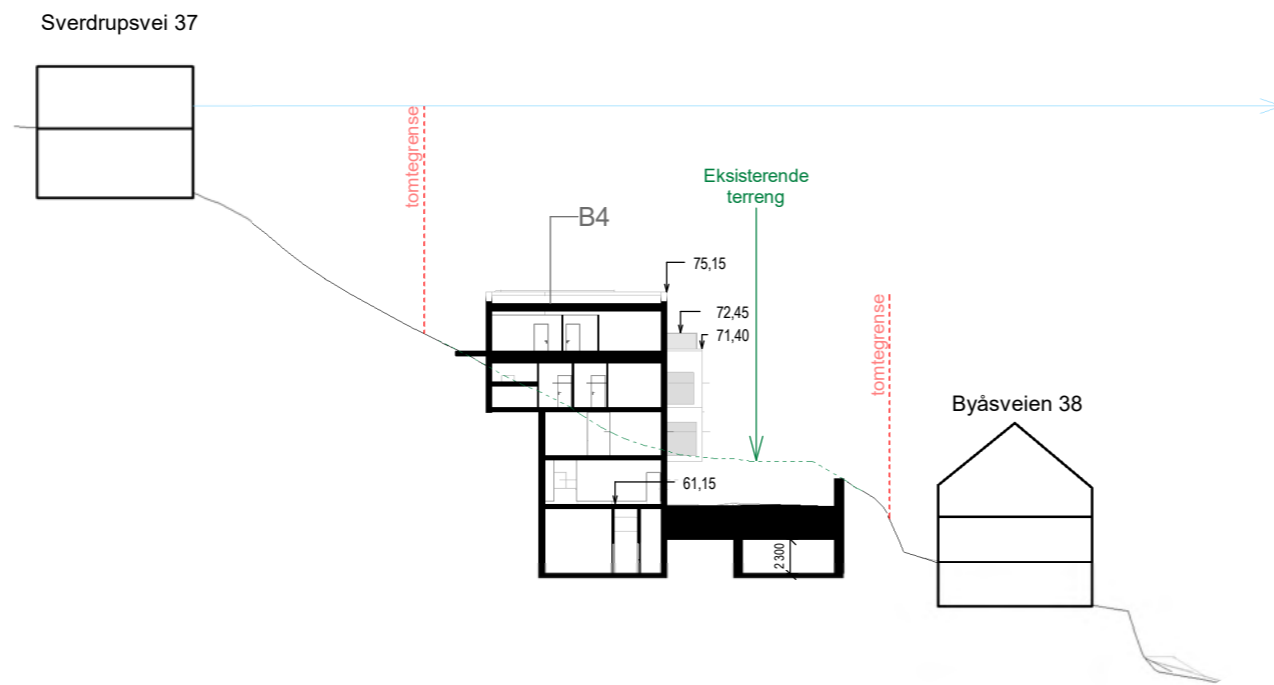 Sverdrupsvei 37
tomtegrense
Eksisterende
terreng
B4
75,15
72,45
71,40
tomtegrense
Byåsveien 38
61,15
2 300